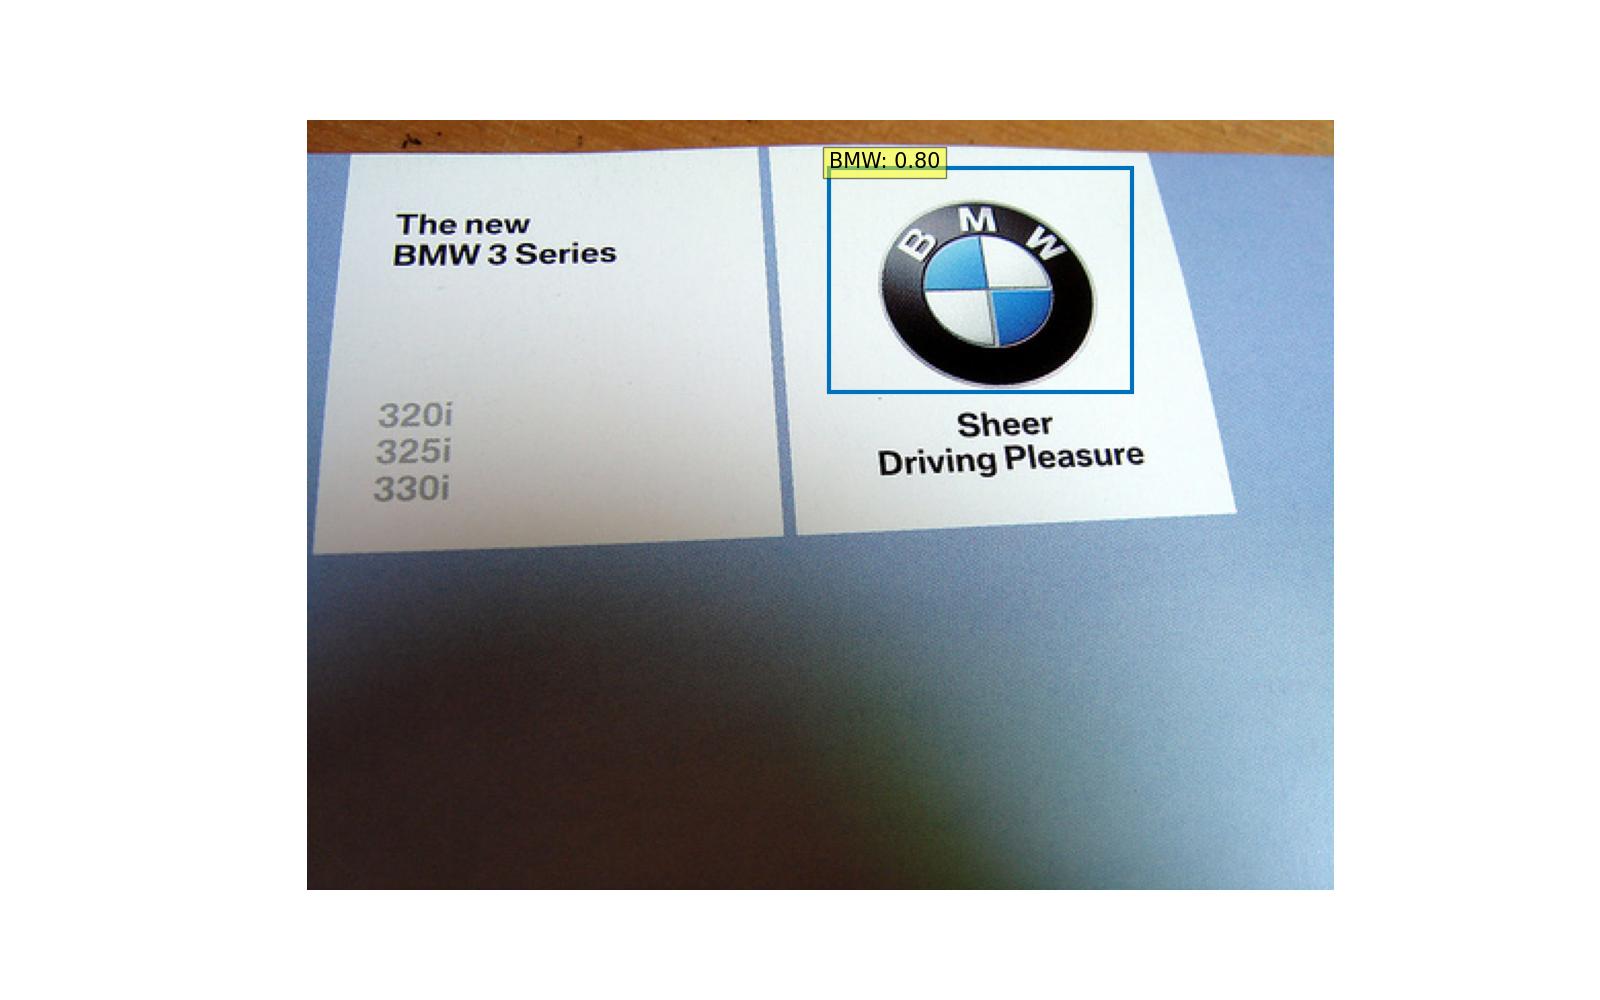 The new
BMW 3 Series
320i
325i
330i
BMW: 0.80
BMW
Sheer
Driving Pleasure